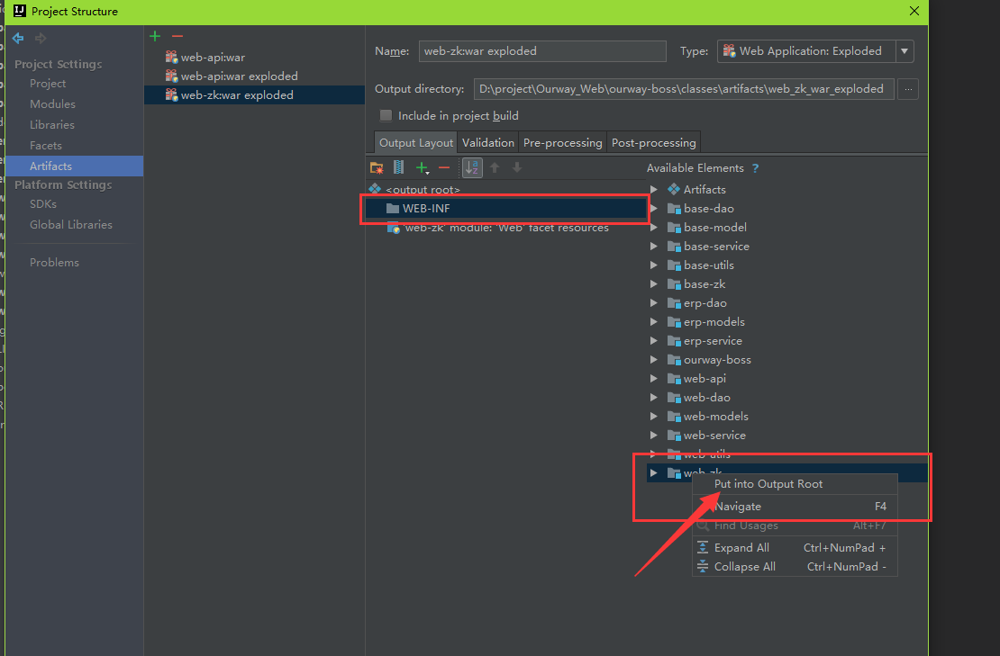 Project Structure
Project Settings
Project
Modules
Libraries
Facets
Artifacts
Platform Settings
SDKs
Global Libraries
Problems
web-api:war
web-api:war exploded
web-zk:war exploded
Name: web-zk:war exploded Type: Web Application: Exploded
Output directory: D:\project\Ourway_Web\ourway-boss\classes\artifacts\web_zk_war_exploded ...
Include in project build
Output Layout Validation Pre-processing Post-processing
Available Elements ?
<output root>
WEB-INF
'web-zk' module: 'Web' facet resources
Artifacts
base-dao
base-model
base-service
base-utils
base-zk
erp-dao
erp-models
erp-service
ourway-boss
web-api
web-dao
web-models
web-service
web-utils
web-zk
Put into Output Root
Navigate F4
Find Usages Alt+F7
Expand All Ctrl+NumPad +
Collapse All Ctrl+NumPad -